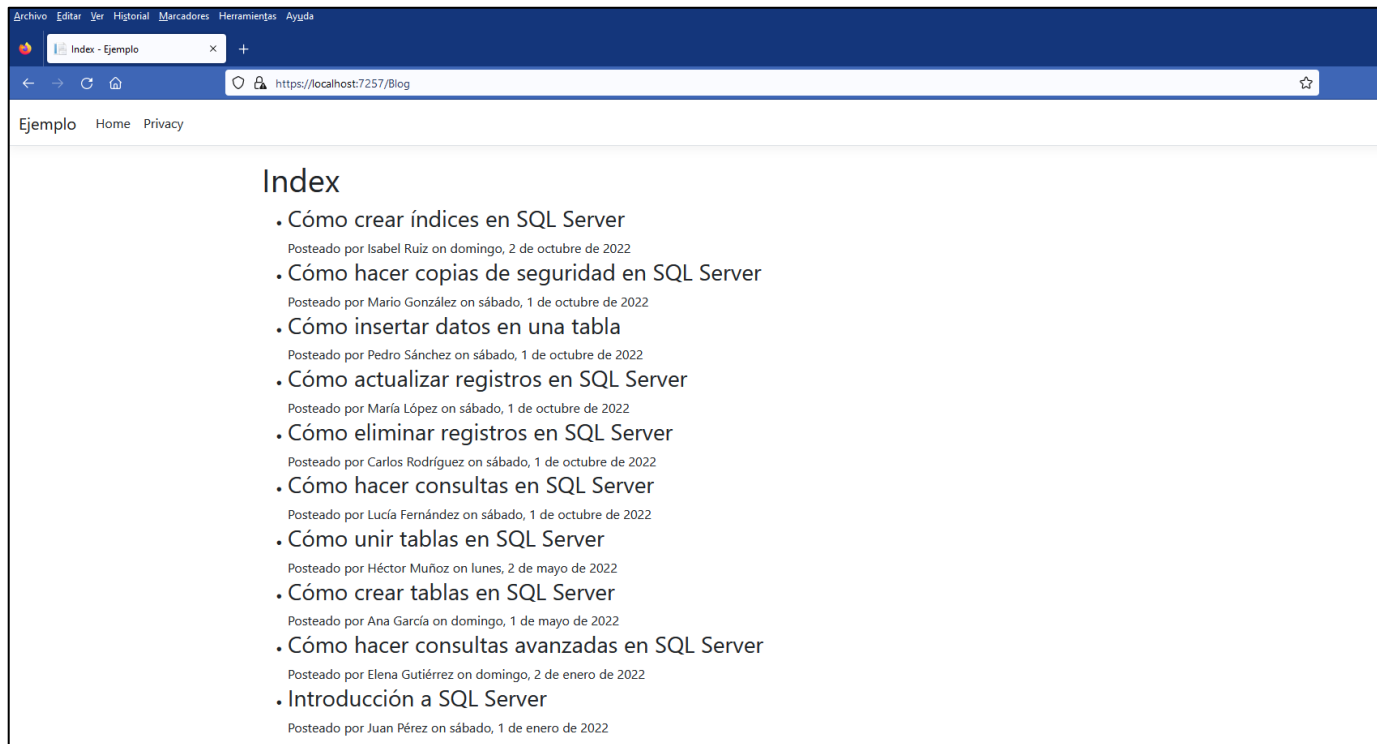 Archivo Editar Ver Historial Marcadores Herramientas Ayuda
Index - Ejemplo
https://localhost:7257/Blog
Ejemplo Home Privacy
Index
Cómo crear índices en SQL Server
Posteado por Isabel Ruiz on domingo, 2 de octubre de 2022
Cómo hacer copias de seguridad en SQL Server
Posteado por Mario González on sábado, 1 de octubre de 2022
Cómo insertar datos en una tabla
Posteado por Pedro Sánchez on sábado, 1 de octubre de 2022
Cómo actualizar registros en SQL Server
Posteado por María López on sábado, 1 de octubre de 2022
Cómo eliminar registros en SQL Server
Posteado por Carlos Rodríguez on sábado, 1 de octubre de 2022
Cómo hacer consultas en SQL Server
Posteado por Lucía Fernández on sábado, 1 de octubre de 2022
Cómo unir tablas en SQL Server
Posteado por Héctor Muñoz on lunes, 2 de mayo de 2022
Cómo crear tablas en SQL Server
Posteado por Ana García on domingo, 1 de mayo de 2022
Cómo hacer consultas avanzadas en SQL Server
Posteado por Elena Gutiérrez on domingo, 2 de enero de 2022
Introducción a SQL Server
Posteado por Juan Pérez on sábado, 1 de enero de 2022